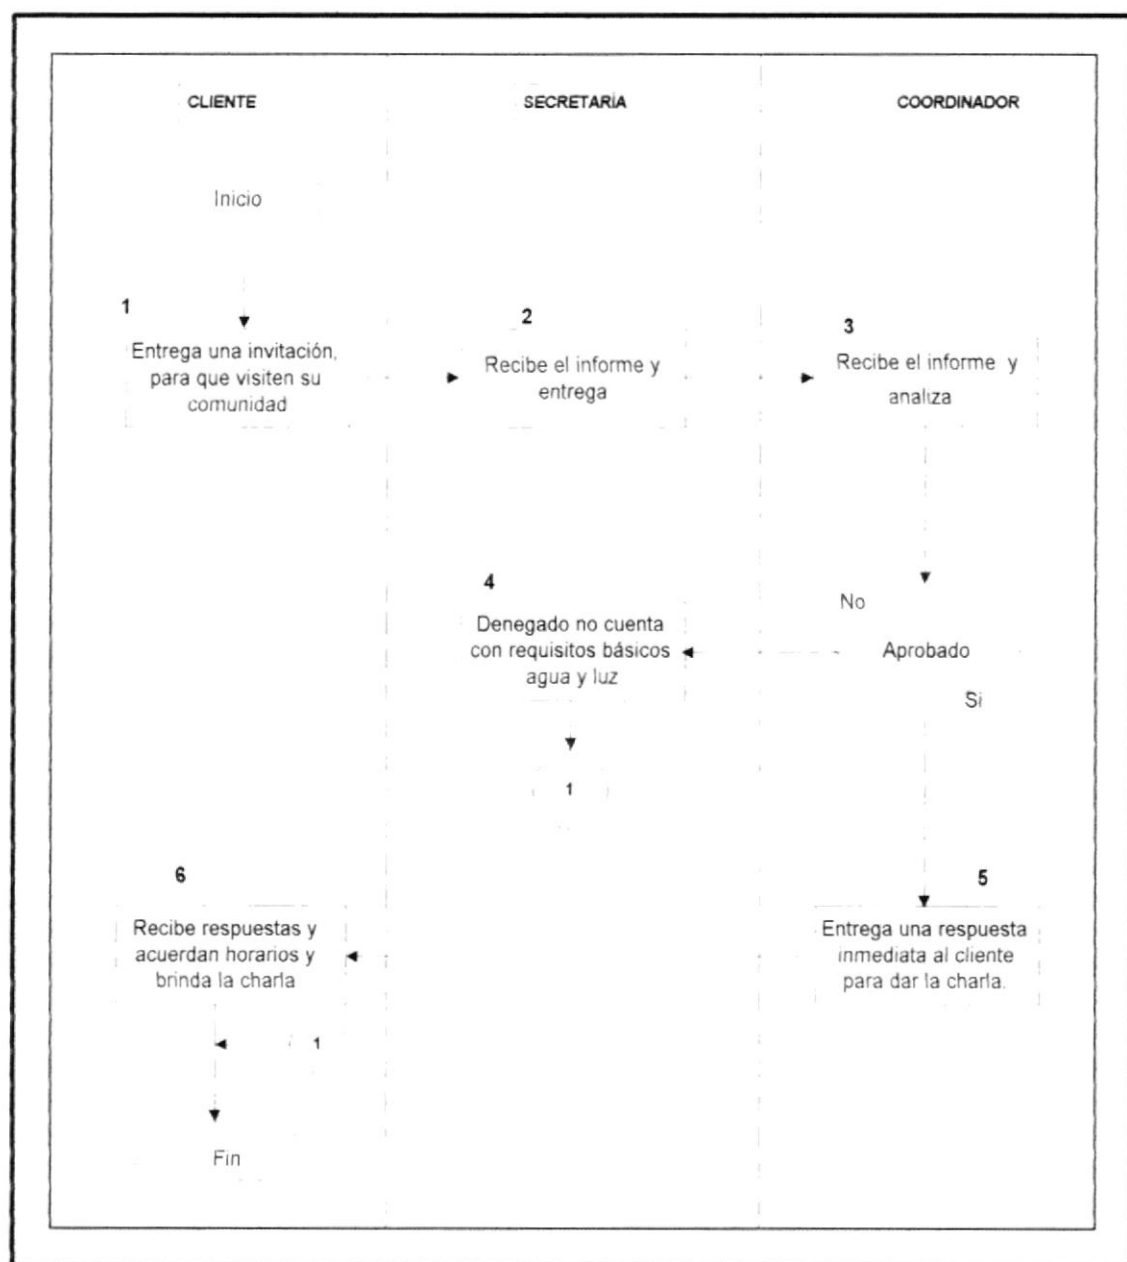 CLIENTE
SECRETARÍA
COORDINADOR
Inicio
1
Entrega una invitación,
para que visiten su
comunidad
2
Recibe el informe y
entrega
3
Recibe el informe y
analiza
No
Aprobado
Si
4
Denegado no cuenta
con requisitos básicos
agua y luz
1
5
Entrega una respuesta
inmediata al cliente
para dar la charla.
6
Recibe respuestas y
acuerdan horarios y
brinda la charla
1
Fin